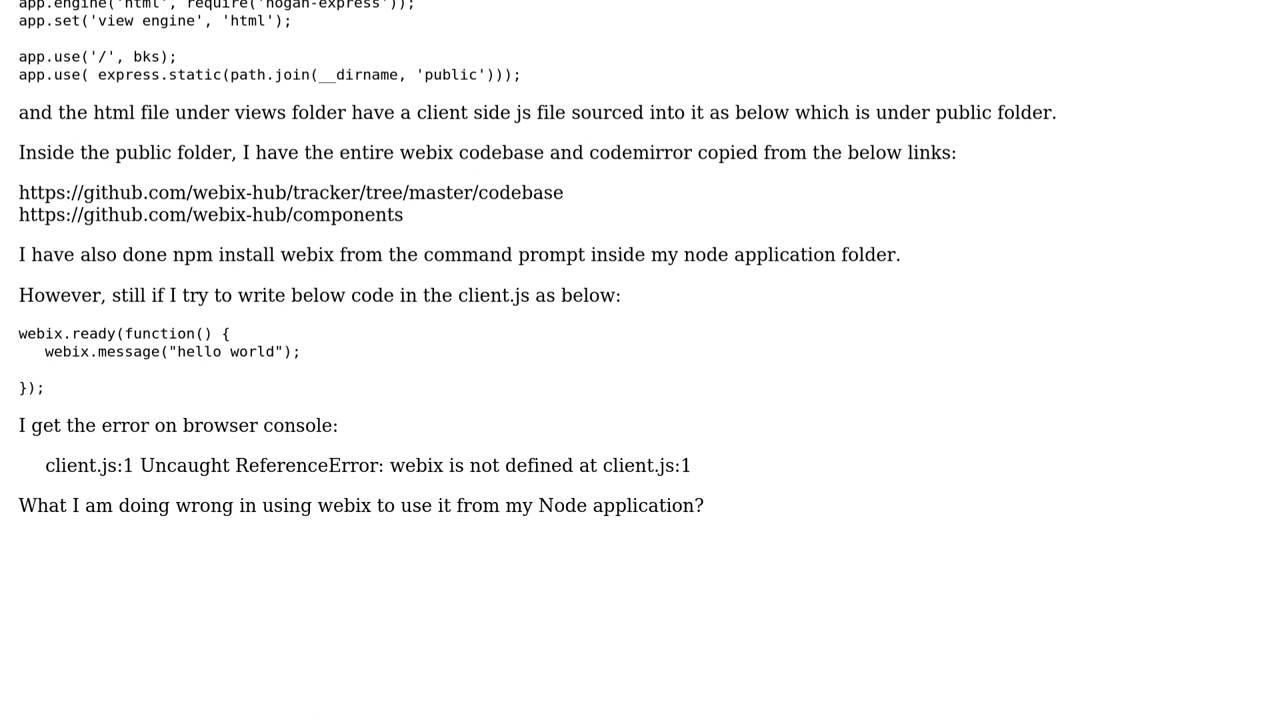 app.engine('html', require('hogan-express'));
app.set('view engine', 'html');
app.use('/', bks);
app.use( express.static(path.join(__dirname, 'public')));
and the html file under views folder have a client side js file sourced into it as below which is under public folder.
Inside the public folder, I have the entire webix codebase and codemirror copied from the below links:
https://github.com/webix-hub/tracker/tree/master/codebase
https://github.com/webix-hub/components
I have also done npm install webix from the command prompt inside my node application folder.
However, still if I try to write below code in the client.js as below:
webix.ready(function() {
   webix.message("hello world");
});
I get the error on browser console:
client.js:1 Uncaught ReferenceError: webix is not defined at client.js:1
What I am doing wrong in using webix to use it from my Node application?